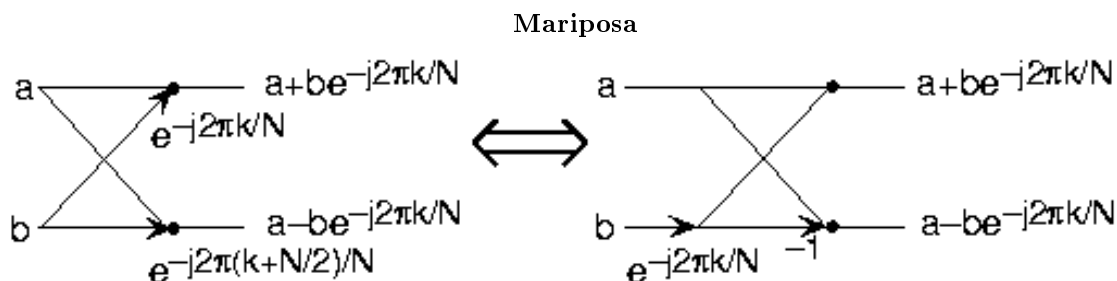 Mariposa
a a+be–j2πk/N a a+be–j2πk/N
e–j2πk/N
b a–be–j2πk/N b a–be–j2πk/N
e–j2π(k+N/2)/N e–j2πk/N –1